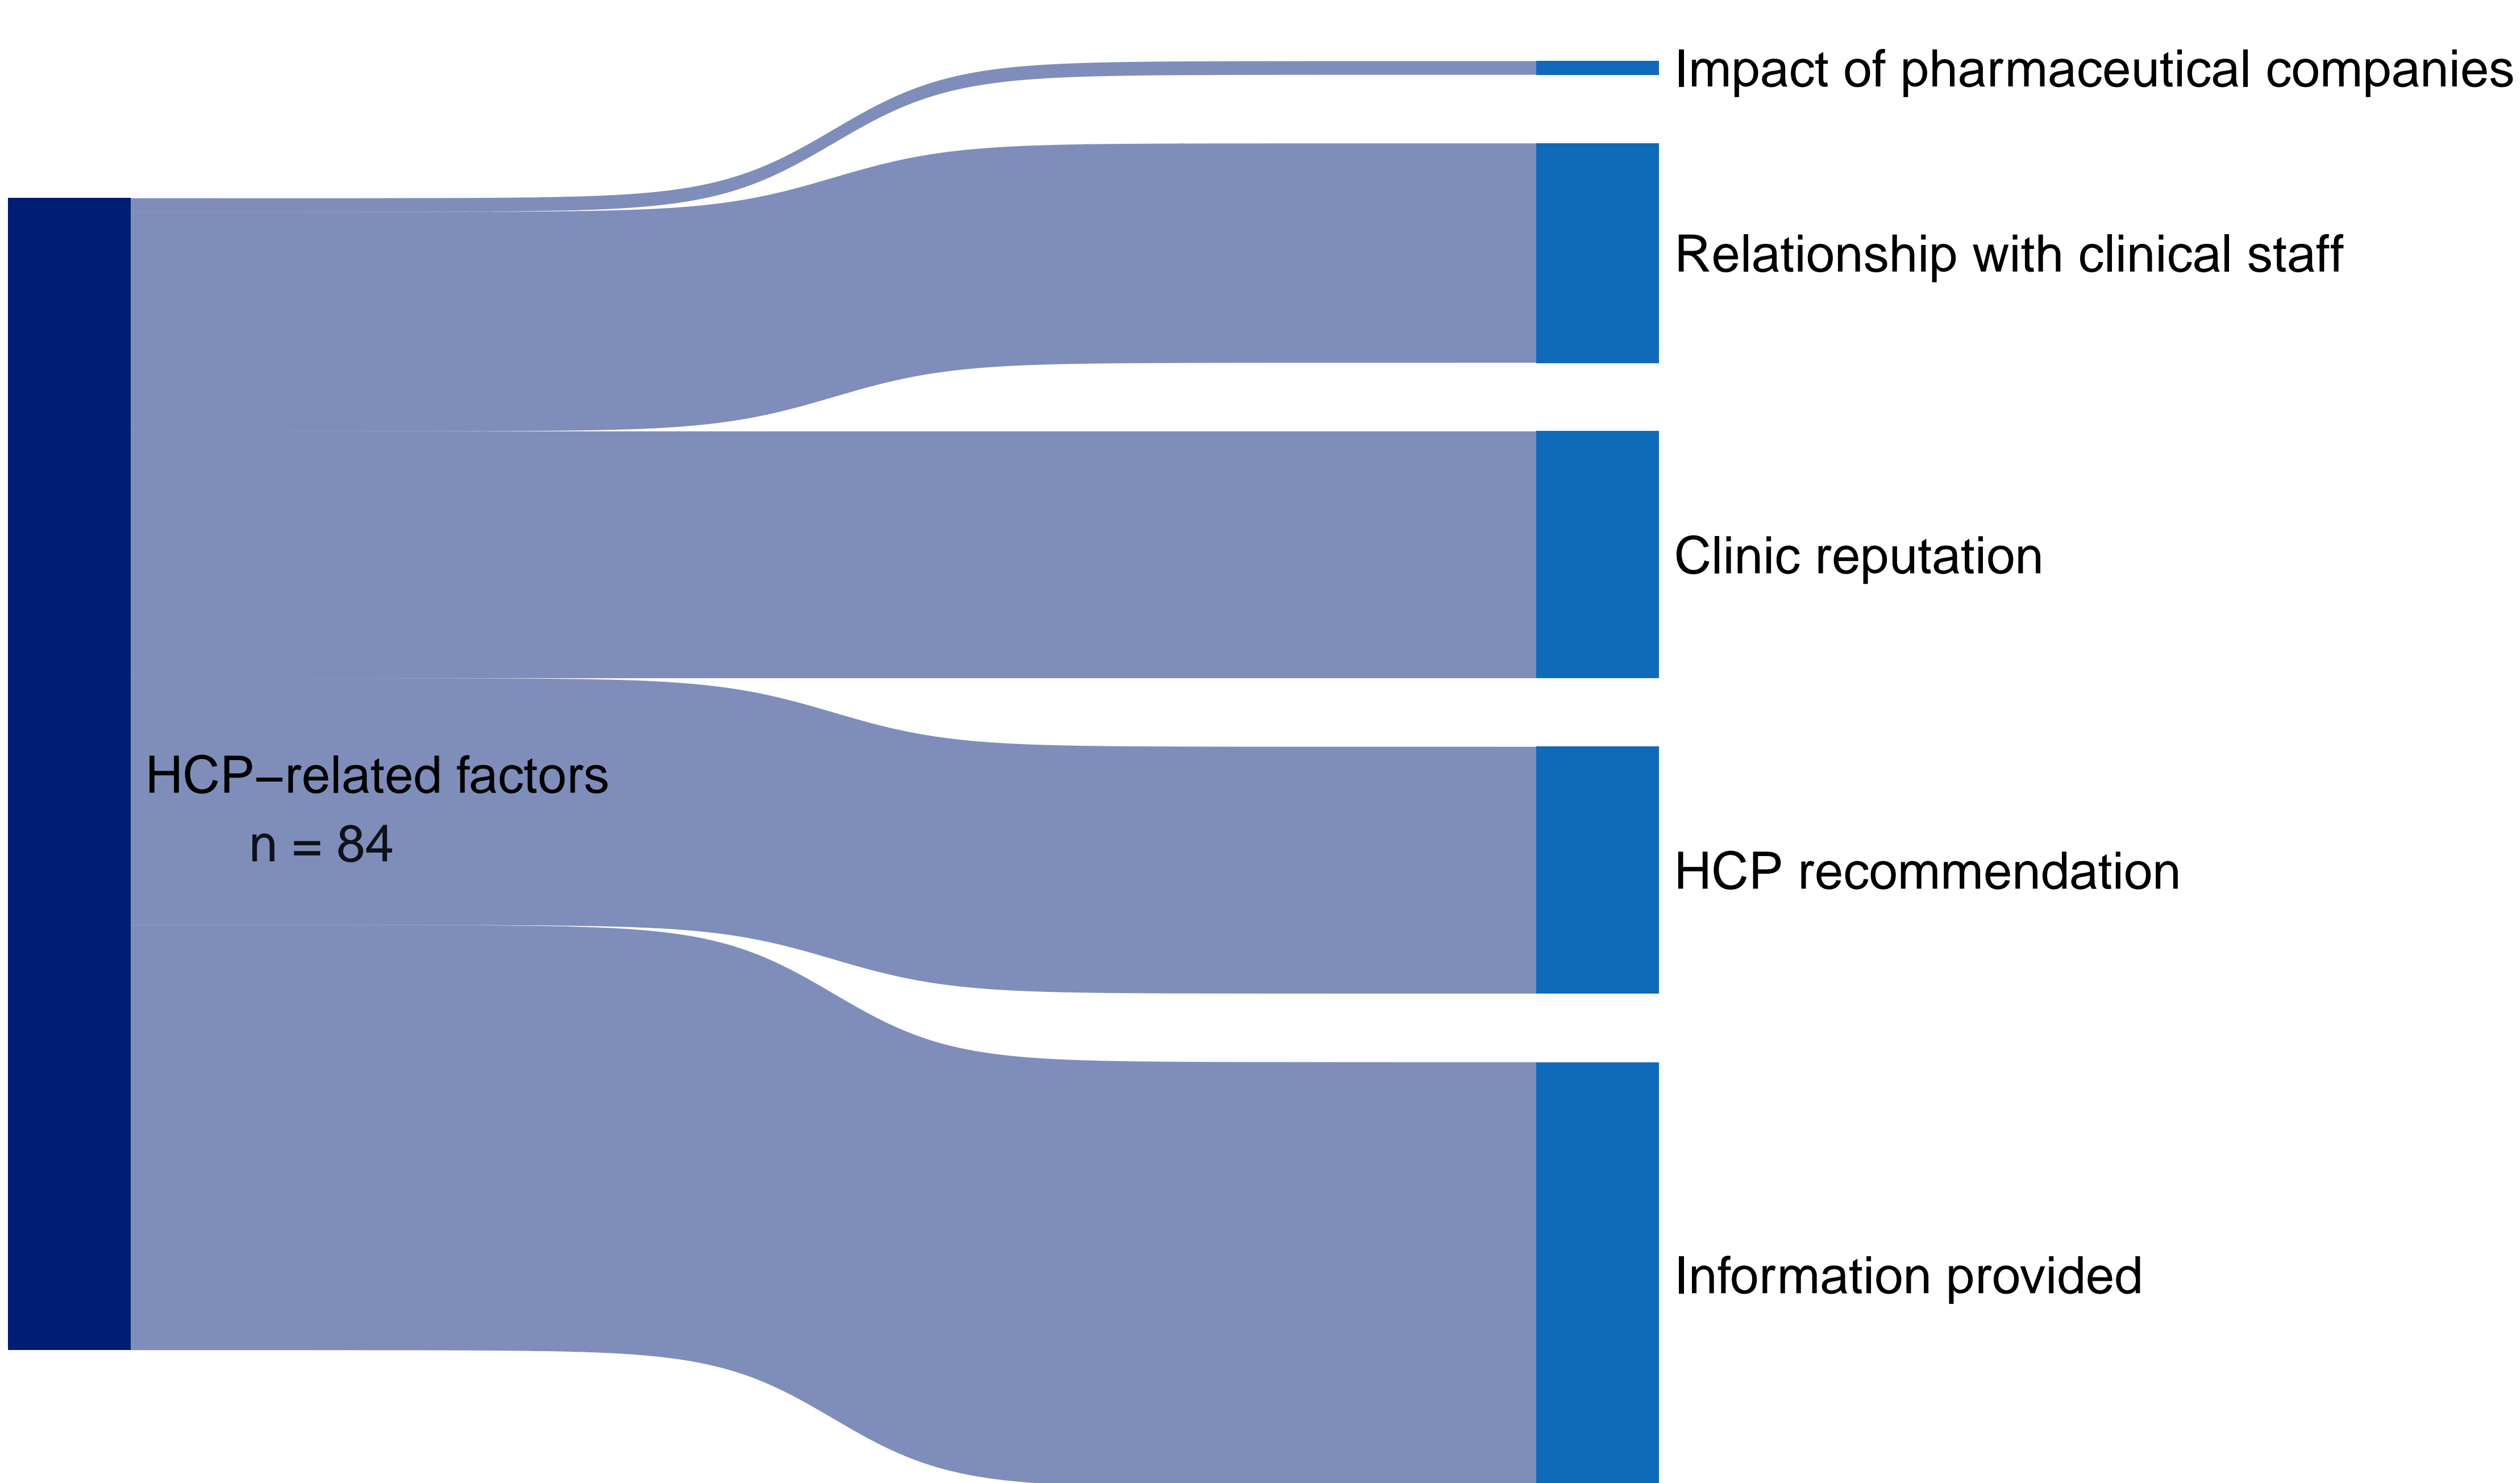 Impact of pharmaceutical companies
Relationship with clinical staff
Clinic reputation
HCP–related factors
n = 84
HCP recommendation
Information provided